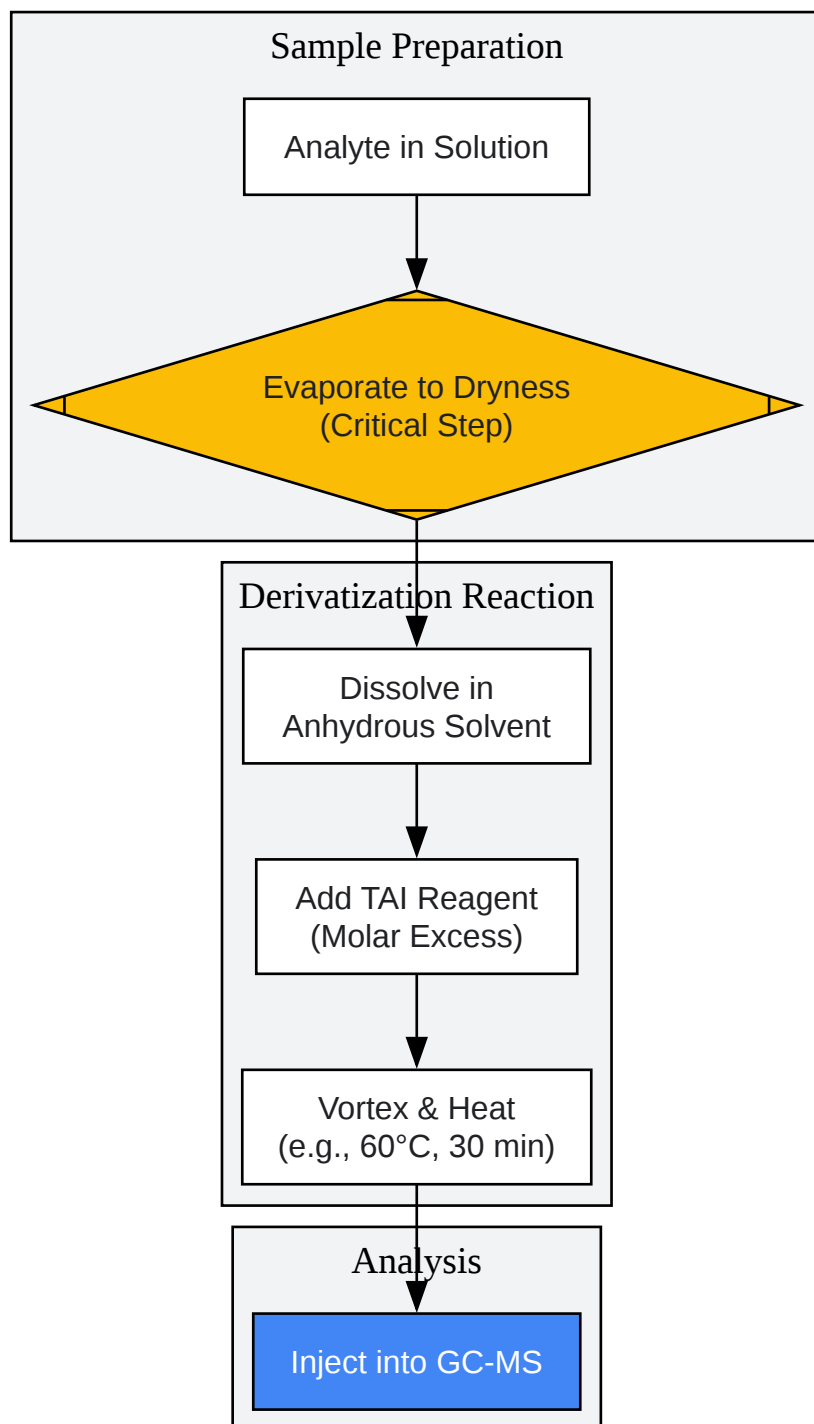 Sample Preparation
Analyte in Solution
Evaporate to Dryness
(Critical Step)
Derivatization Reaction
Dissolve in
Anhydrous Solvent
Add TAI Reagent
(Molar Excess)
Vortex & Heat
(e.g., 60°C, 30 min)
Analysis
Inject into GC-MS